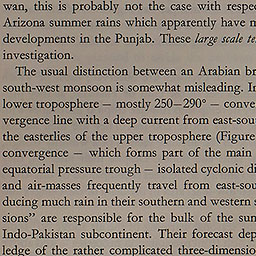 wan, this is probably not the case with respec
Arizona summer rains which apparently have m
developments in the Punjab. These large scale te
investigation.
The usual distinction between an Arabian br
south-west monsoon is somewhat misleading. In
lower troposphere — mostly 250—290° — conve
vergence line with a deep current from east-sou
the easterlies of the upper troposphere (Figure
convergence — which forms part of the main
equatorial pressure trough — isolated cyclonic di
and air-masses frequently travel from east-sou
ducing much rain in their southern and western s
sions” are responsible for the bulk of the sum
Indo-Pakistan subcontinent. Their forecast dep
ledge of the rather complicated three-dimensio